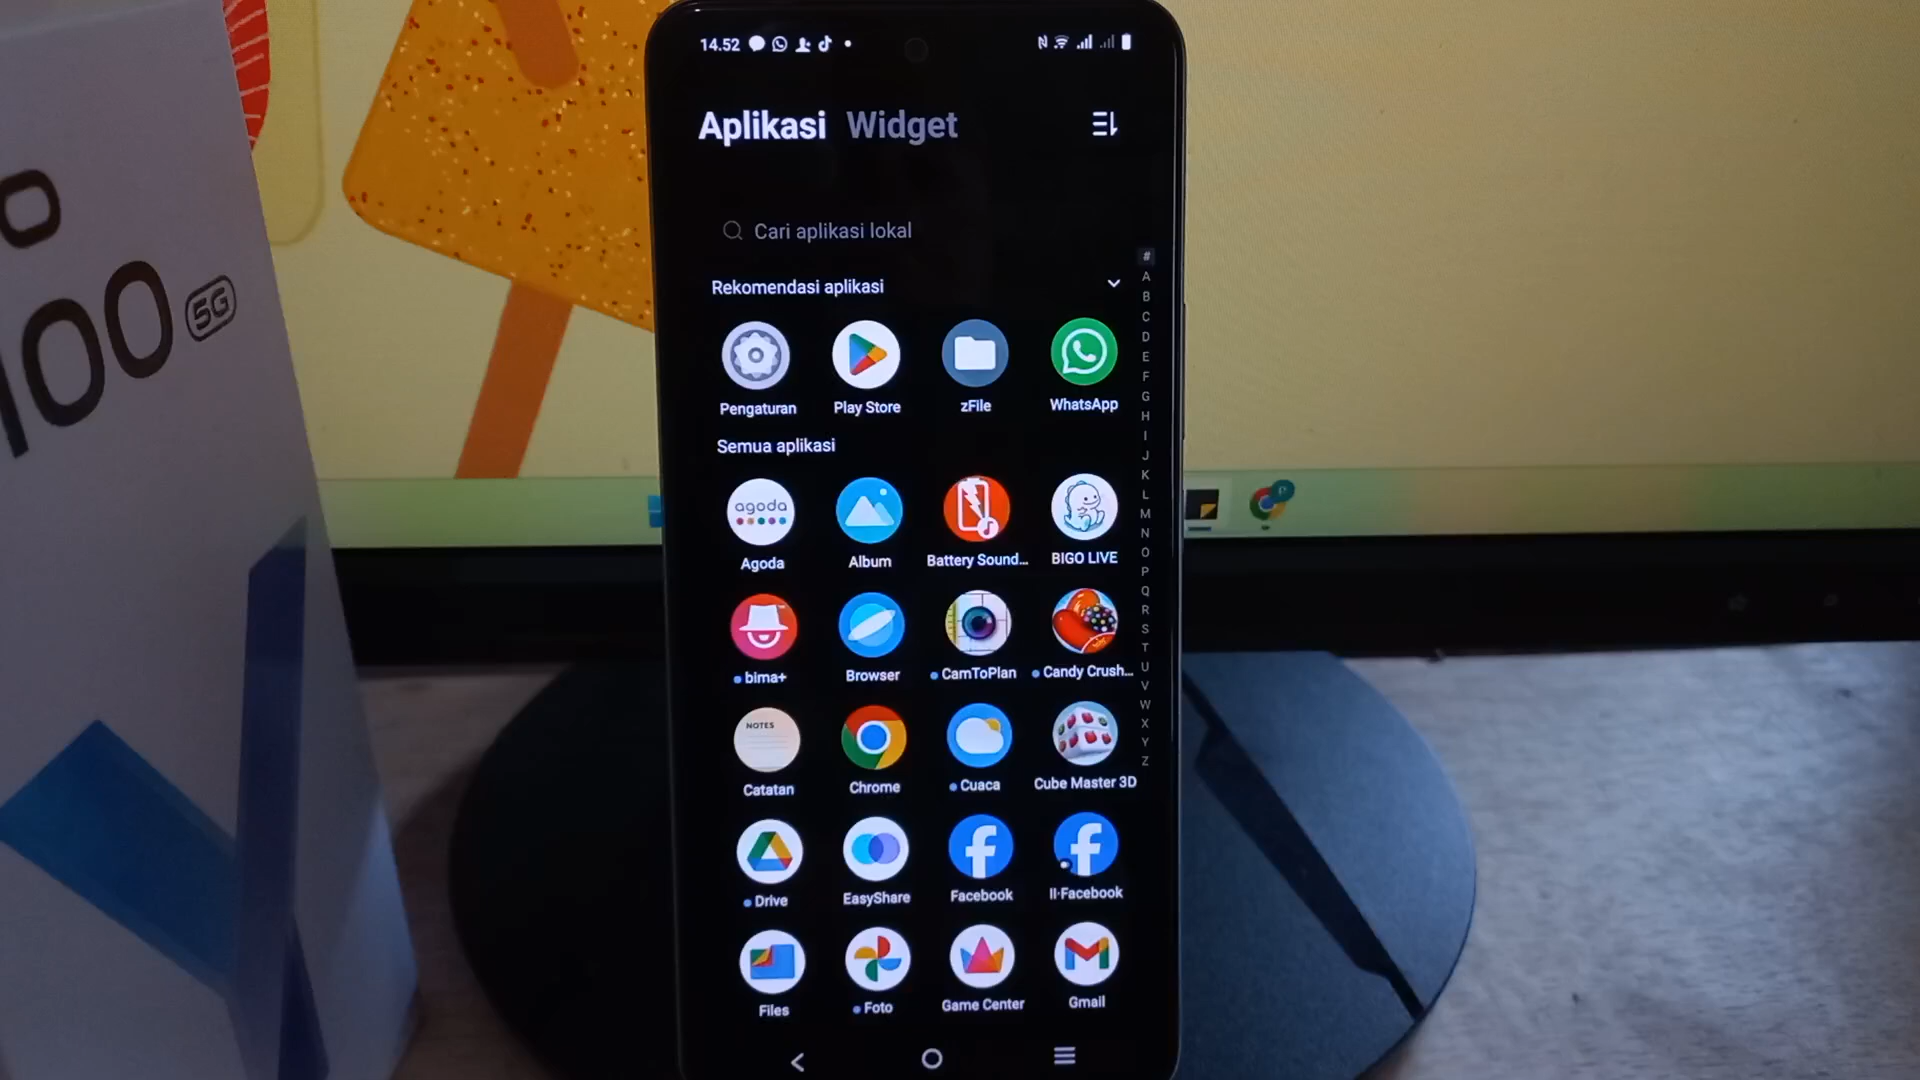 14.52
Aplikasi Widget
Cari aplikasi lokal
Rekomendasi aplikasi
Pengaturan Play Store zFile WhatsApp
Semua aplikasi
agoda
Agoda Album Battery Sound... BIGO LIVE
bima+ Browser CamToPlan Candy Crush...
NOTES
Catatan Chrome Cuaca Cube Master 3D
Drive EasyShare Facebook II·Facebook
Files Foto Game Center Gmail
#
A
B
C
D
E
F
G
H
I
J
K
L
M
N
O
P
Q
R
S
T
U
V
W
X
Y
Z
o
100 5G